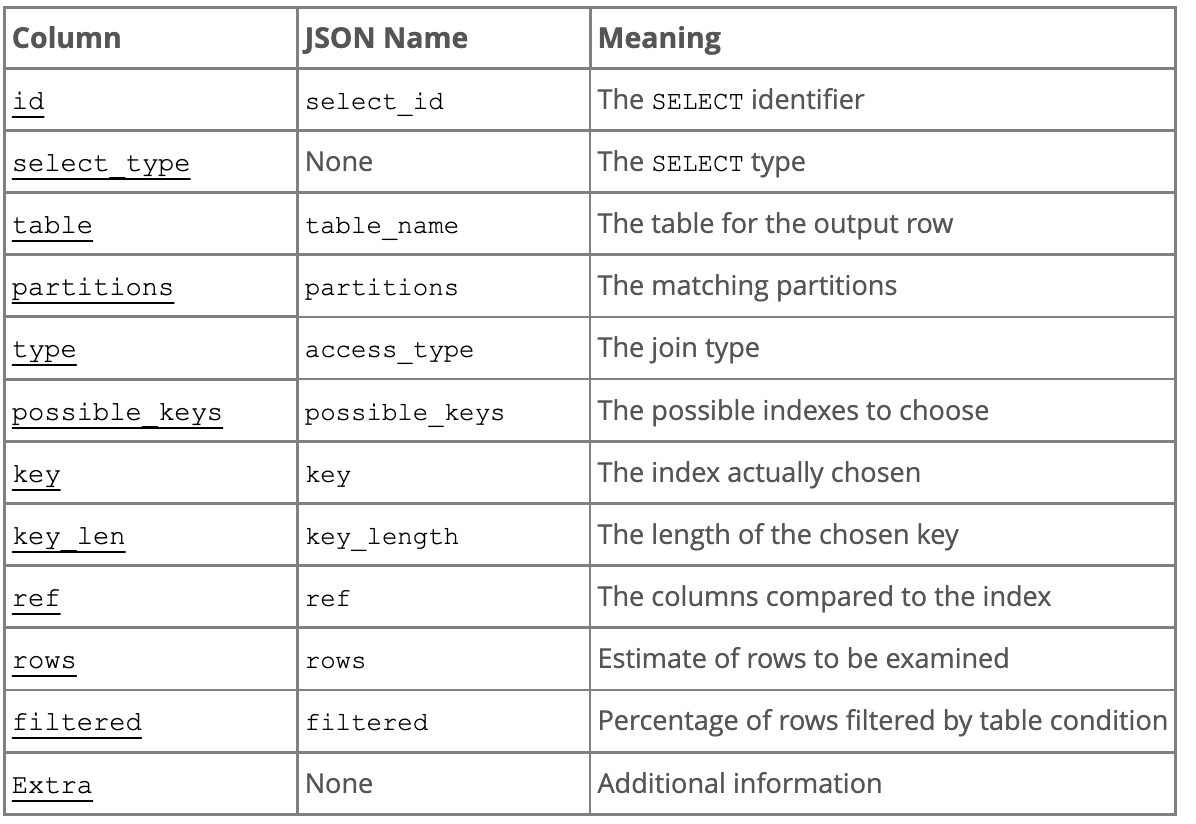 Column JSON Name Meaning
id select_id The SELECT identifier
select_type None The SELECT type
table table_name The table for the output row
partitions partitions The matching partitions
type access_type The join type
possible_keys possible_keys The possible indexes to choose
key key The index actually chosen
key_len key_length The length of the chosen key
ref ref The columns compared to the index
rows rows Estimate of rows to be examined
filtered filtered Percentage of rows filtered by table condition
Extra None Additional information